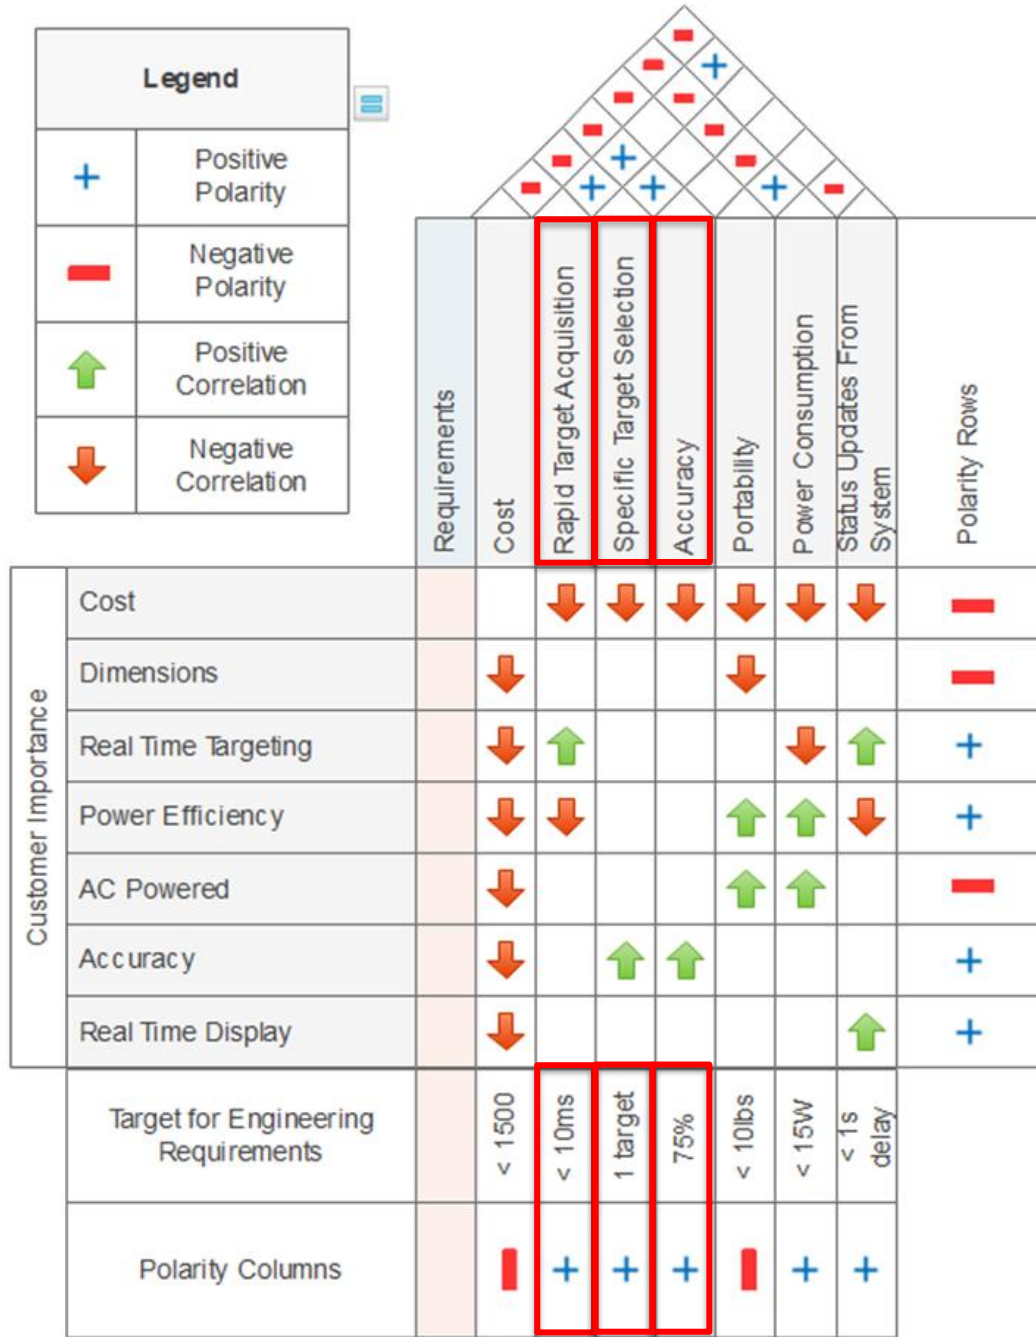 Legend
Positive
Polarity
Negative
Polarity
Positive
Correlation
Negative
Correlation
Requirements
Cost
Rapid Target Acquisition
Specific Target Selection
Accuracy
Portability
Power Consumption
Status Updates From
System
Polarity Rows
Customer Importance
Cost
Dimensions
Real Time Targeting
Power Efficiency
AC Powered
Accuracy
Real Time Display
Target for Engineering
Requirements
< 1500
< 10ms
1 target
75%
< 10lbs
< 15W
< 1s
delay
Polarity Columns